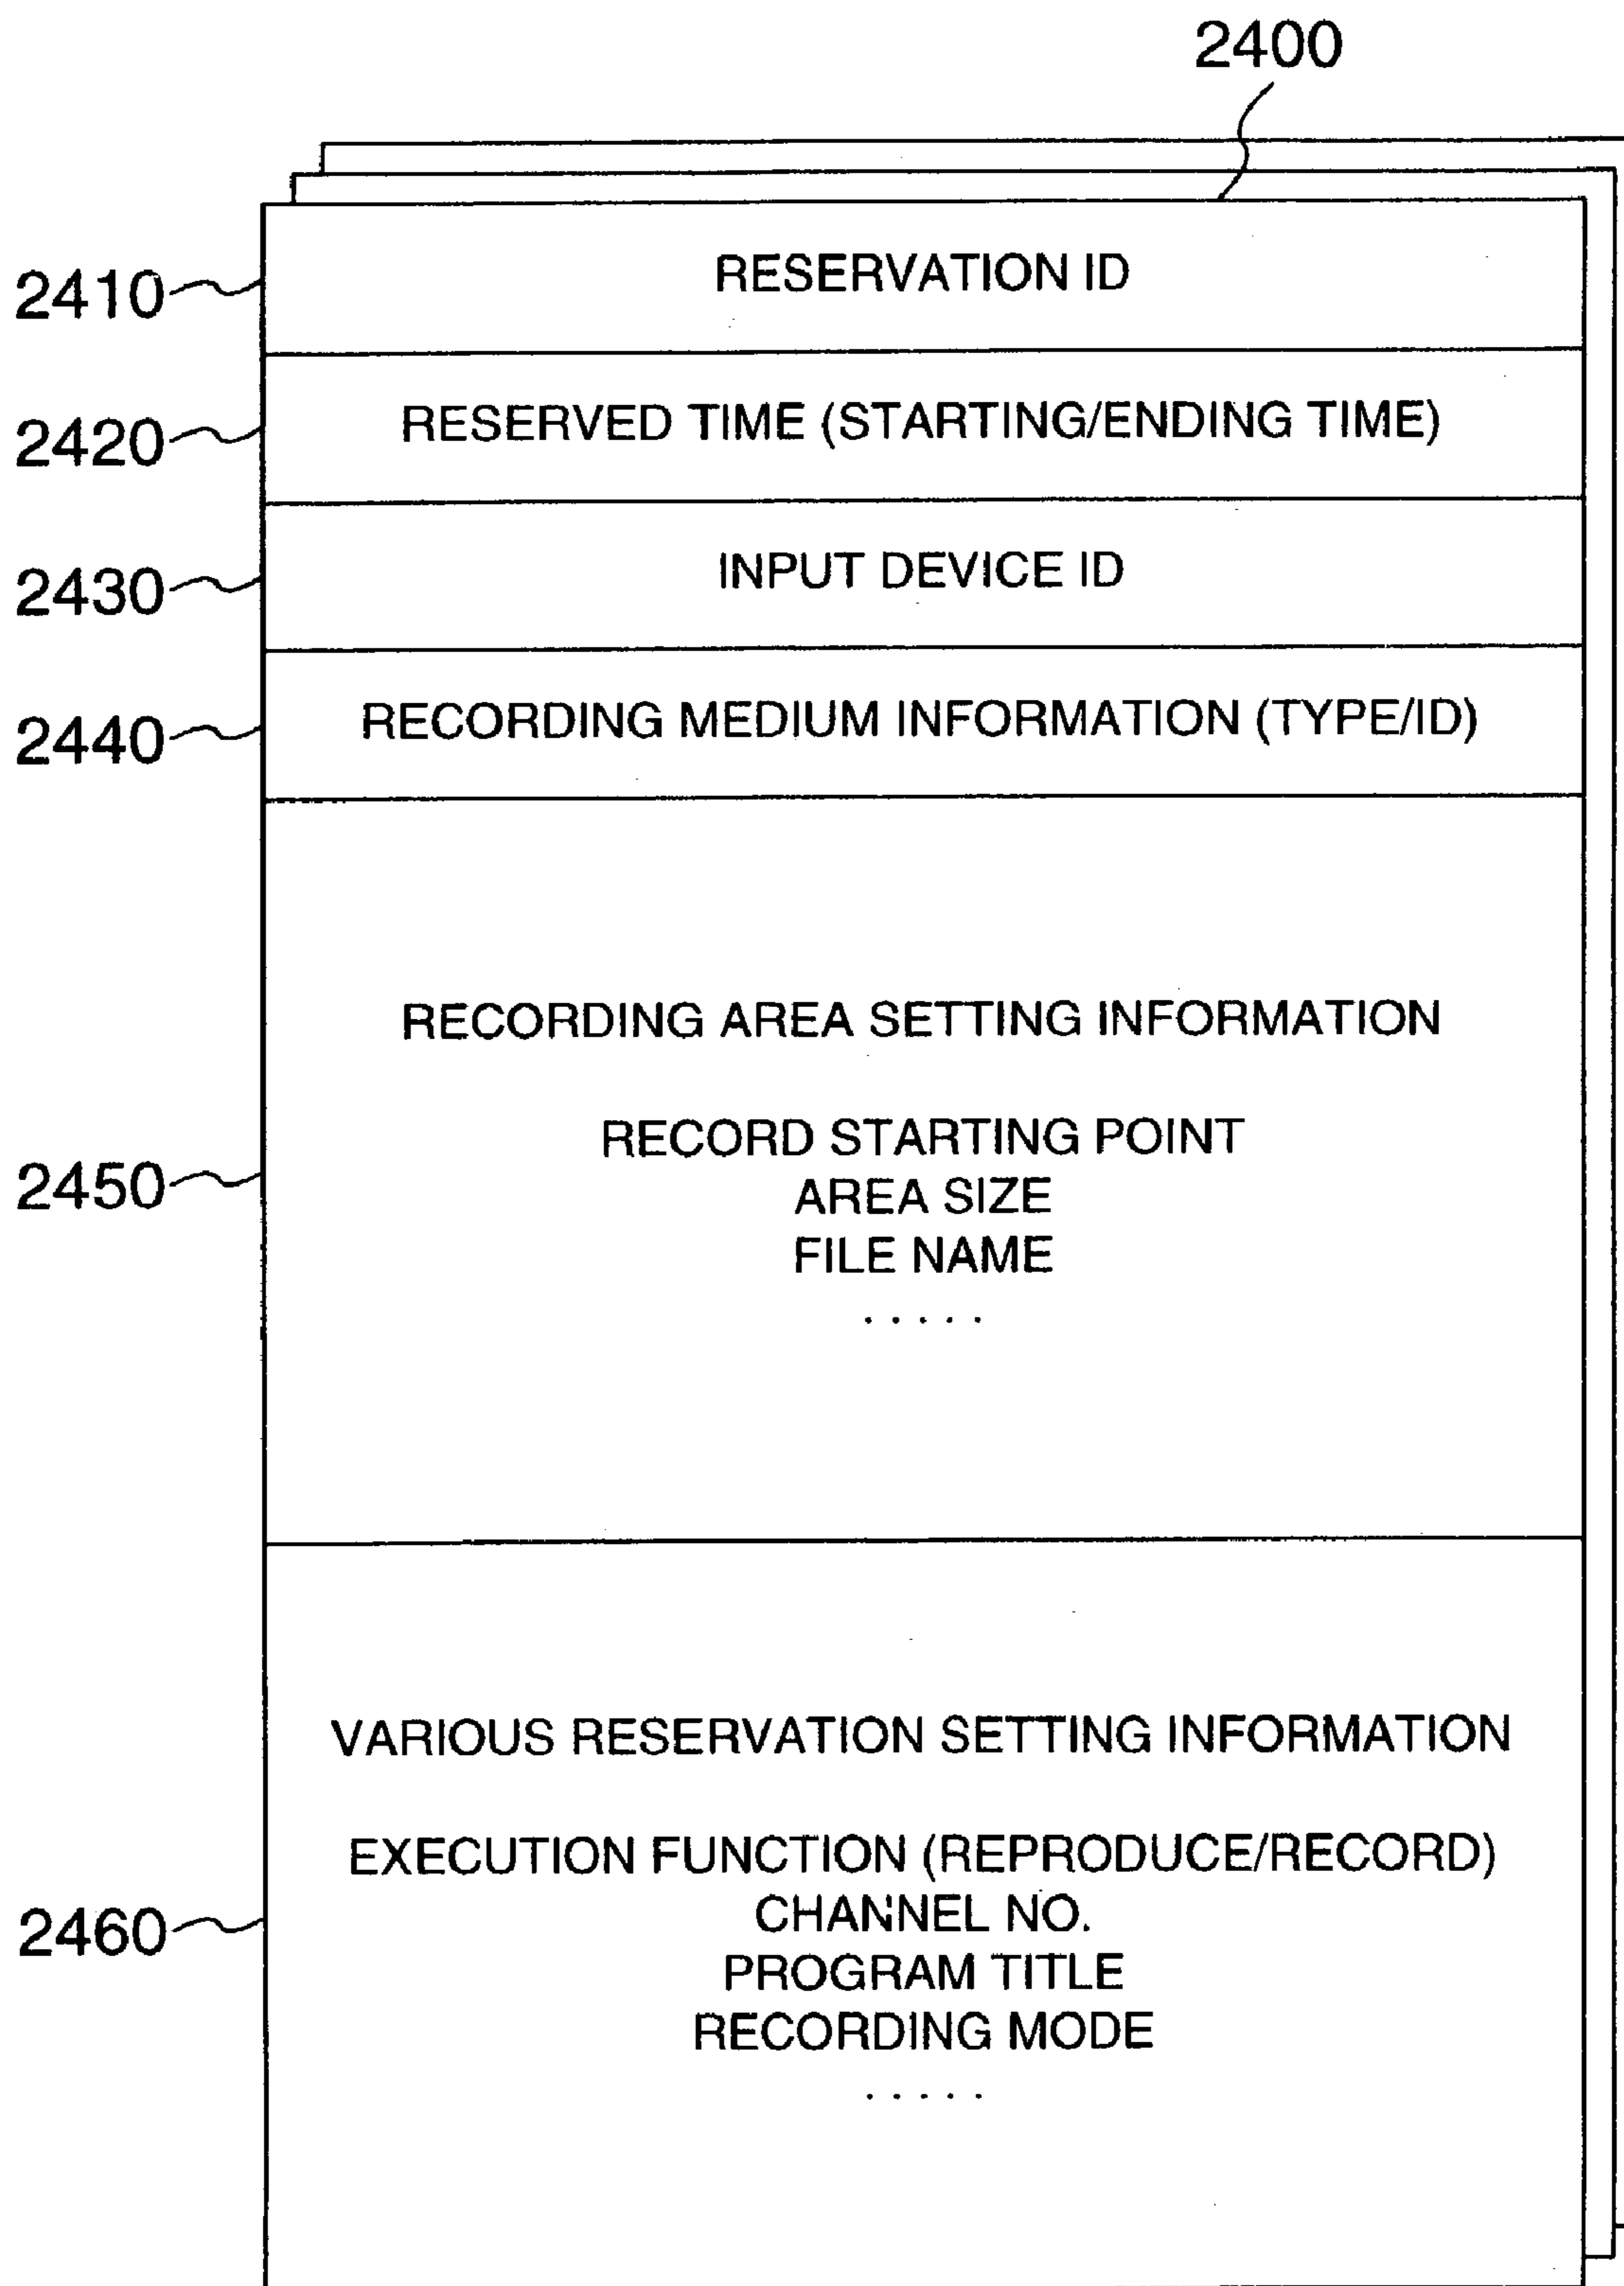 2400
2410 RESERVATION ID
2420 RESERVED TIME (STARTING/ENDING TIME)
2430 INPUT DEVICE ID
2440 RECORDING MEDIUM INFORMATION (TYPE/ID)
RECORDING AREA SETTING INFORMATION
RECORD STARTING POINT
2450 AREA SIZE
FILE NAME
. . . . .
VARIOUS RESERVATION SETTING INFORMATION
EXECUTION FUNCTION (REPRODUCE/RECORD)
2460 CHANNEL NO.
PROGRAM TITLE
RECORDING MODE
. . . . .